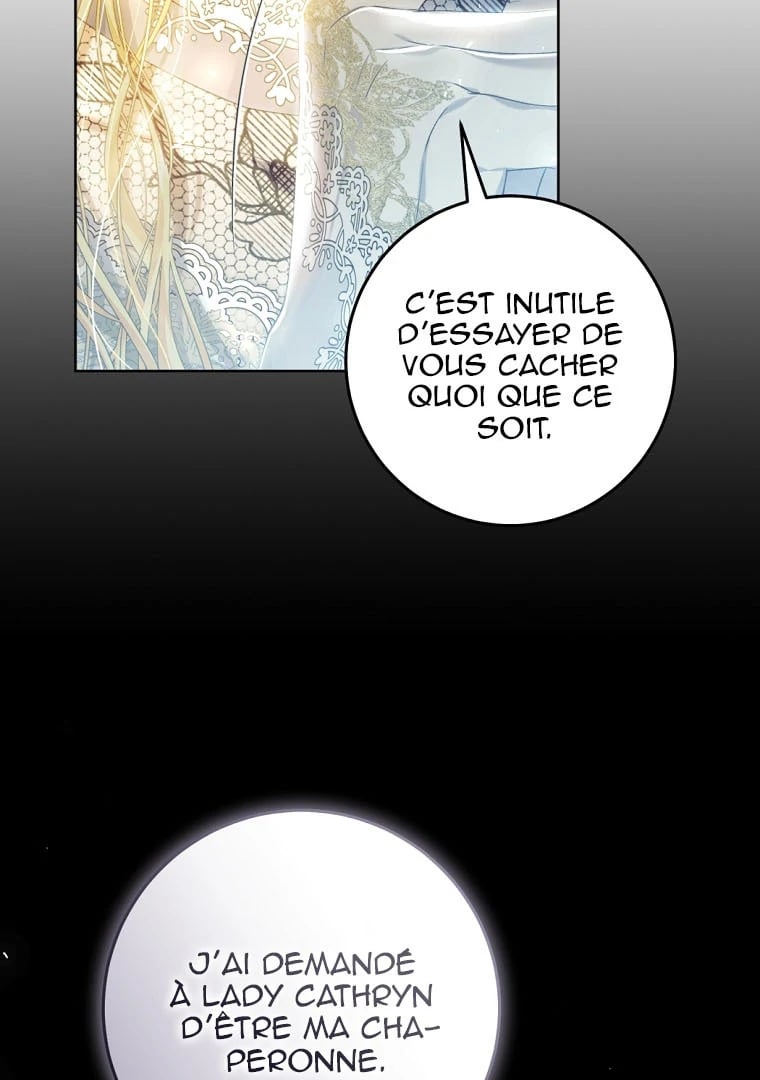 C'EST INUTILE
D'ESSAYER DE
VOUS CACHER
QUOI QUE CE
SOIT.
J'AI DEMANDÉ
À LADY CATHRYN
D'ÊTRE MA CHA-
PERONNE.